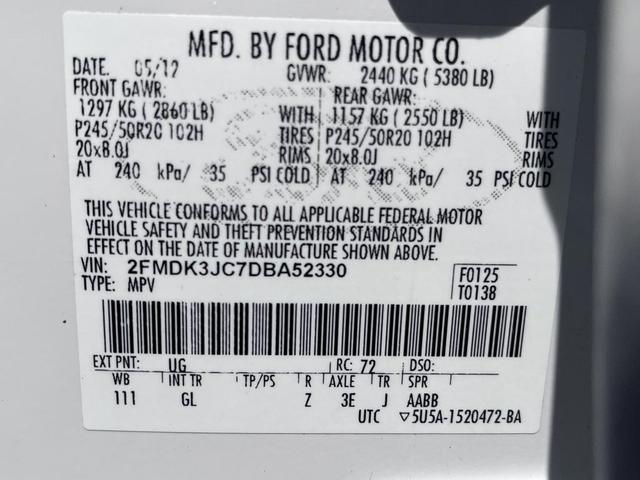 MFD. BY FORD MOTOR CO.
DATE: 05/12 GVWR: 2440 KG ( 5380 LB)
FRONT GAWR: REAR GAWR:
1297 KG ( 2860 LB) WITH 1157 KG ( 2550 LB) WITH
P245/50R20 102H TIRES P245/50R20 102H TIRES
20x8.0J RIMS 20x8.0J RIMS
AT 240 kPa/ 35 PSI COLD AT 240 kPa/ 35 PSI COLD
THIS VEHICLE CONFORMS TO ALL APPLICABLE FEDERAL MOTOR
VEHICLE SAFETY AND THEFT PREVENTION STANDARDS IN
EFFECT ON THE DATE OF MANUFACTURE SHOWN ABOVE.
VIN: 2FMDK3JC7DBA52330 F0125
TYPE: MPV T0138
EXT PNT: UG RC: 72 DSO:
WB INT TR TP/PS R AXLE TR SPR
111 GL Z 3E J AABB
UTC ▽5U5A-1520472-BA